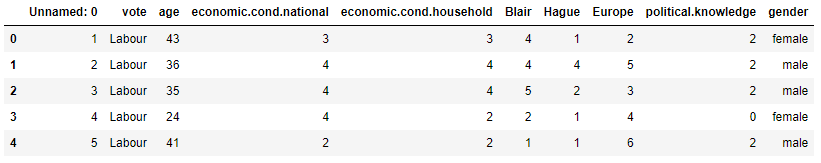 Unnamed: 0 vote age economic.cond.national economic.cond.household Blair Hague Europe political.knowledge gender
0 1 Labour 43 3 3 4 1 2 2 female
1 2 Labour 36 4 4 4 4 5 2 male
2 3 Labour 35 4 4 5 2 3 2 male
3 4 Labour 24 4 2 2 1 4 0 female
4 5 Labour 41 2 2 1 1 6 2 male